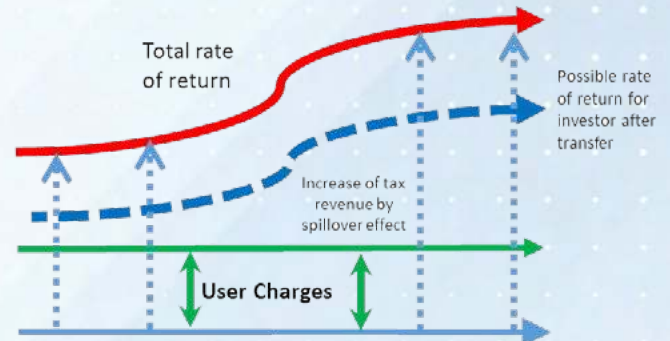 Total rate
of return
Possible rate
of return for
investor after
transfer
Increase of tax
revenue by
spillover effect
User Charges